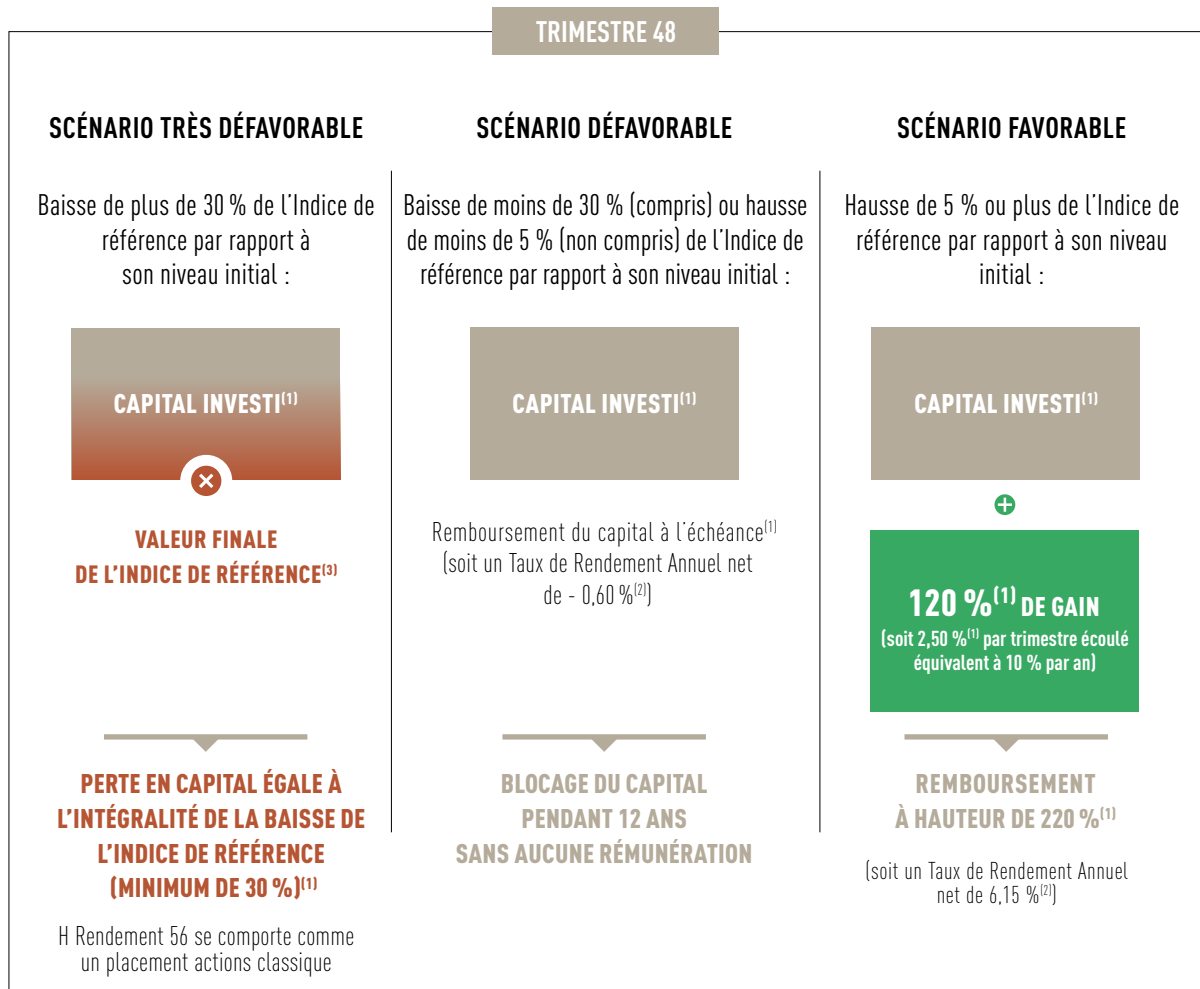 TRIMESTRE 48
SCÉNARIO TRÈS DÉFAVORABLE
Baisse de plus de 30 % de l'Indice de
référence par rapport à
son niveau initial :
CAPITAL INVESTI(1)
VALEUR FINALE
DE L'INDICE DE RÉFÉRENCE(3)
PERTE EN CAPITAL ÉGALE À
L'INTÉGRALITÉ DE LA BAISSE DE
L'INDICE DE RÉFÉRENCE
(MINIMUM DE 30 %)(1)
H Rendement 56 se comporte comme
un placement actions classique
SCÉNARIO DÉFAVORABLE
Baisse de moins de 30 % (compris) ou hausse
de moins de 5 % (non compris) de l'Indice de
référence par rapport à son niveau initial :
CAPITAL INVESTI(1)
Remboursement du capital à l'échéance(1)
(soit un Taux de Rendement Annuel net
de - 0,60 %(2))
BLOCAGE DU CAPITAL
PENDANT 12 ANS
SANS AUCUNE RÉMUNÉRATION
SCÉNARIO FAVORABLE
Hausse de 5 % ou plus de l'Indice de
référence par rapport à son niveau
initial :
CAPITAL INVESTI(1)
120 %(1) DE GAIN
(soit 2,50 %(1) par trimestre écoulé
équivalent à 10 % par an)
REMBOURSEMENT
À HAUTEUR DE 220 %(1)
(soit un Taux de Rendement Annuel
net de 6,15 %(2))